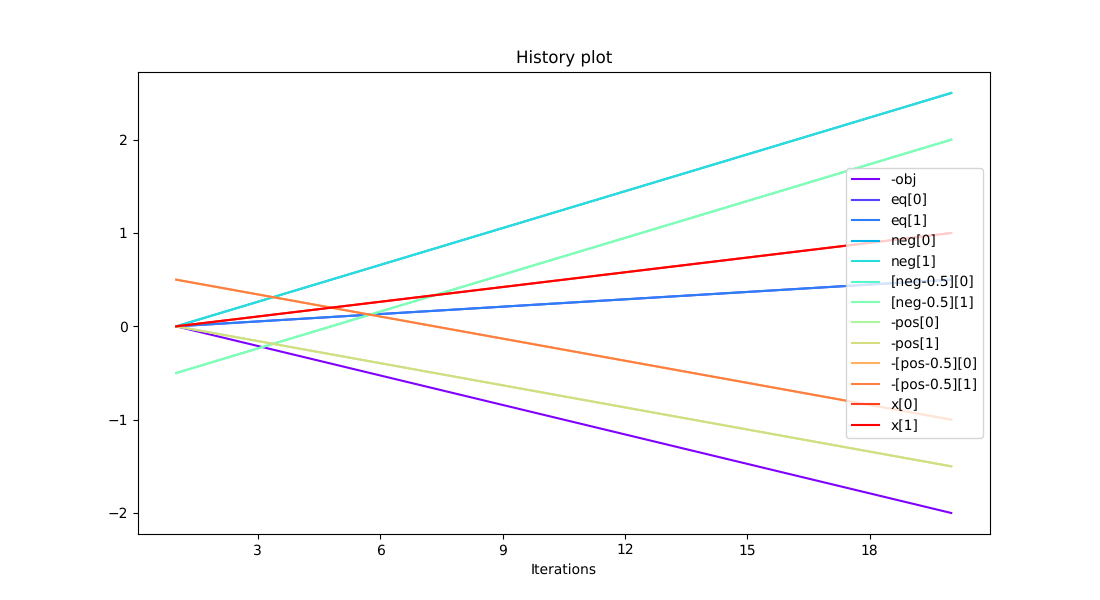 History plot
2
1
0
−1
−2
3 6 9 12 15 18
Iterations
-obj
eq[0]
eq[1]
neg[0]
neg[1]
[neg-0.5][0]
[neg-0.5][1]
-pos[0]
-pos[1]
-[pos-0.5][0]
-[pos-0.5][1]
x[0]
x[1]